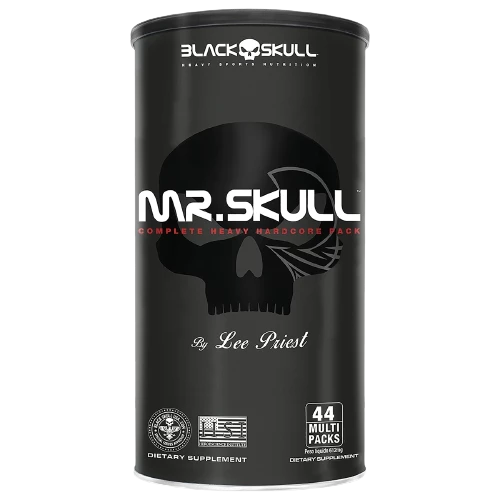 BLACK SKULL
HEAVY SPORTS NUTRITION
MR.SKULL
COMPLETE HEAVY HARDCORE PACK
By Lee Priest
44
MULTI
PACKS
DIETARY SUPPLEMENT
DIETARY SUPPLEMENT